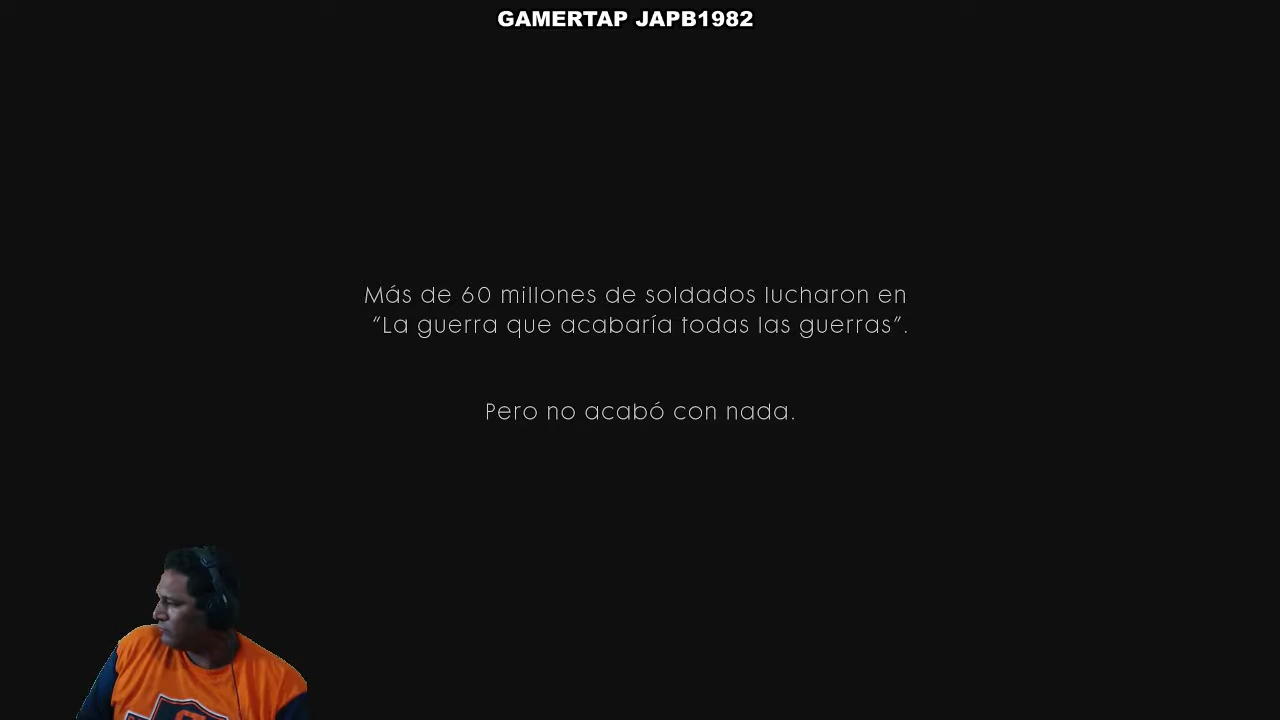 GAMERTAP JAPB1982
Más de 60 millones de soldados lucharon en
“La guerra que acabaría todas las guerras”.
Pero no acabó con nada.